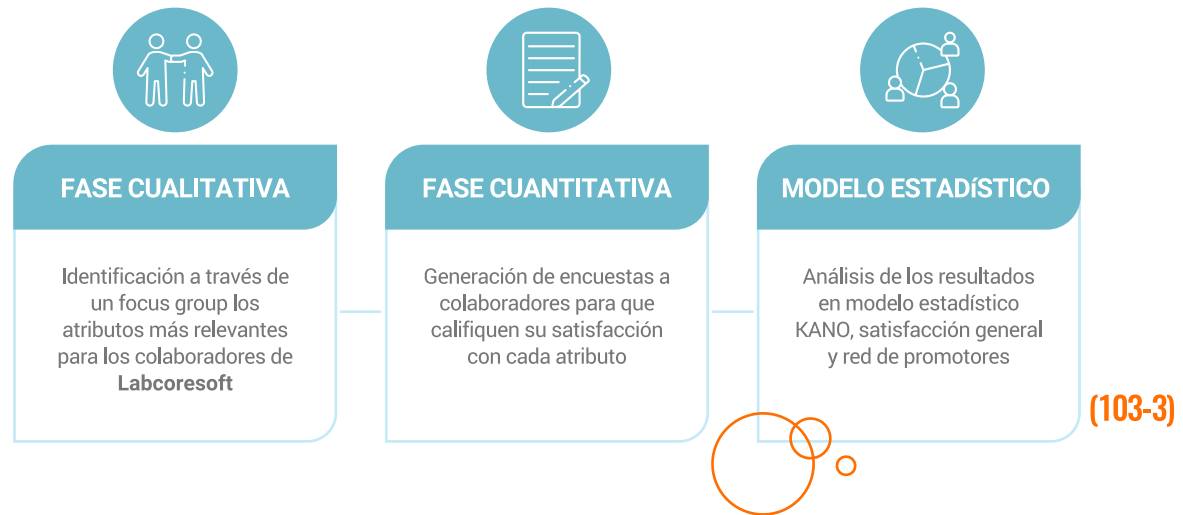 FASE CUALITATIVA
Identificación a través de
un focus group los
atributos más relevantes
para los colaboradores de
Labcoresoft
FASE CUANTITATIVA
Generación de encuestas a
colaboradores para que
califiquen su satisfacción
con cada atributo
MODELO ESTADíSTICO
Análisis de los resultados
en modelo estadístico
KANO, satisfacción general
y red de promotores
(103-3)